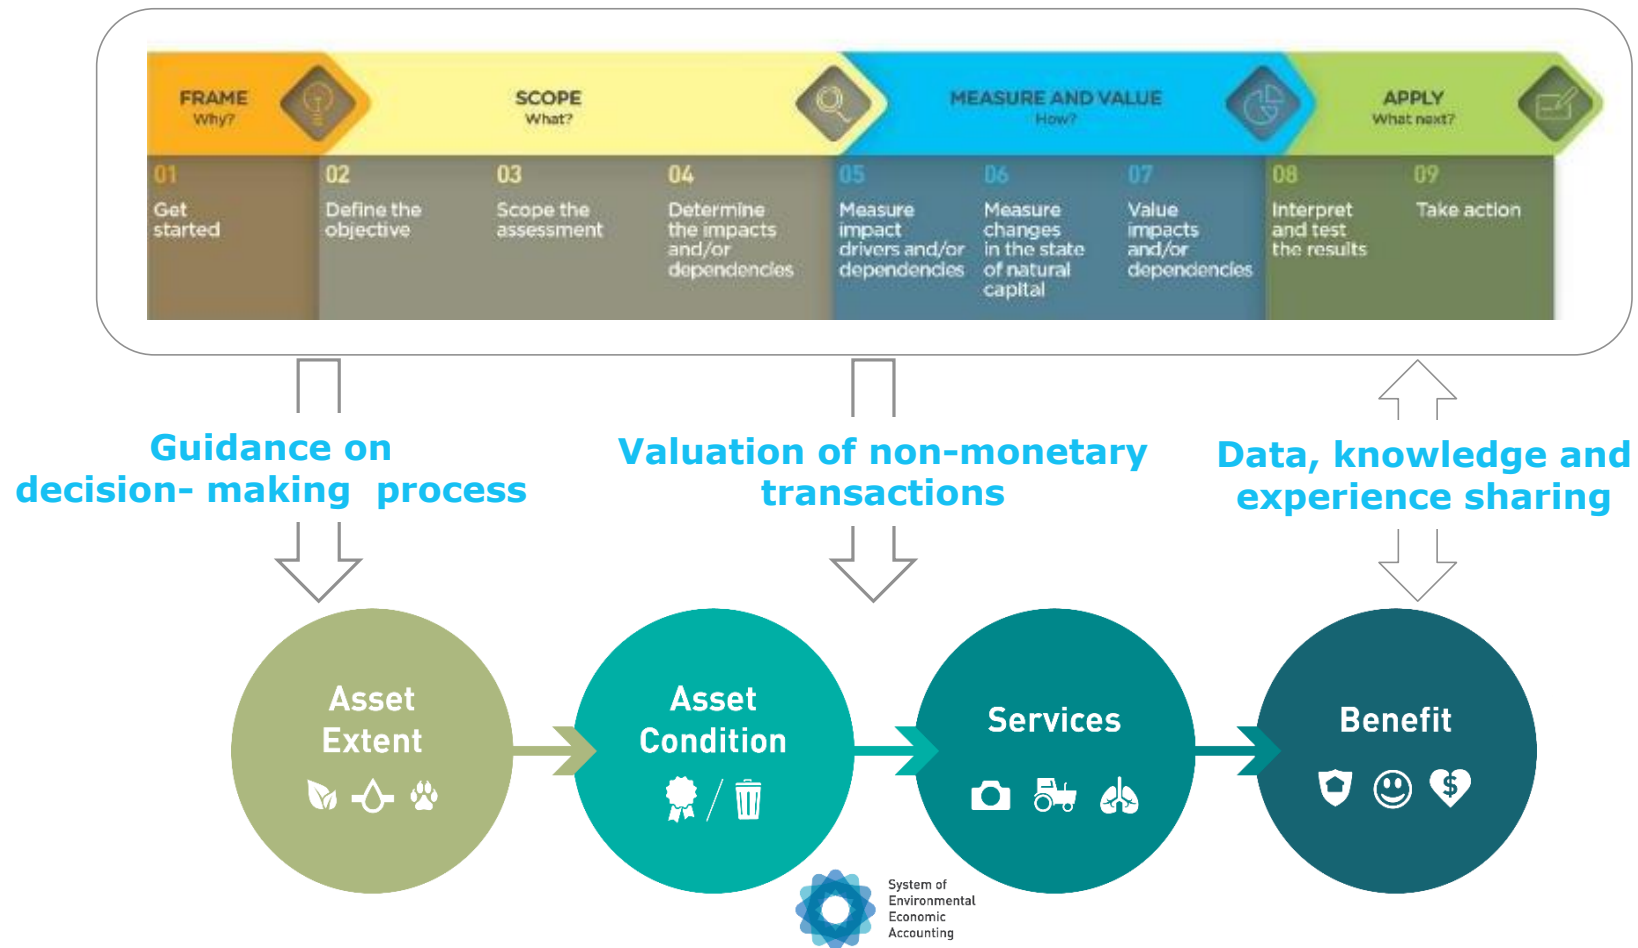 FRAME
Why?
SCOPE
What?
MEASURE AND VALUE
How?
APPLY
What next?
01
Get
started
02
Define the
objective
03
Scope the
assessment
04
Determine
the impacts
and/or
dependencies
05
Measure
impact
drivers and/or
dependencies
06
Measure
changes
in the state
of natural
capital
07
Value
impacts
and/or
dependencies
08
Interpret
and test
the results
09
Take action
Guidance on
decision- making process
Valuation of non-monetary
transactions
Data, knowledge and
experience sharing
Asset
Extent
Asset
Condition
Services
Benefit
$
System of
Environmental
Economic
Accounting